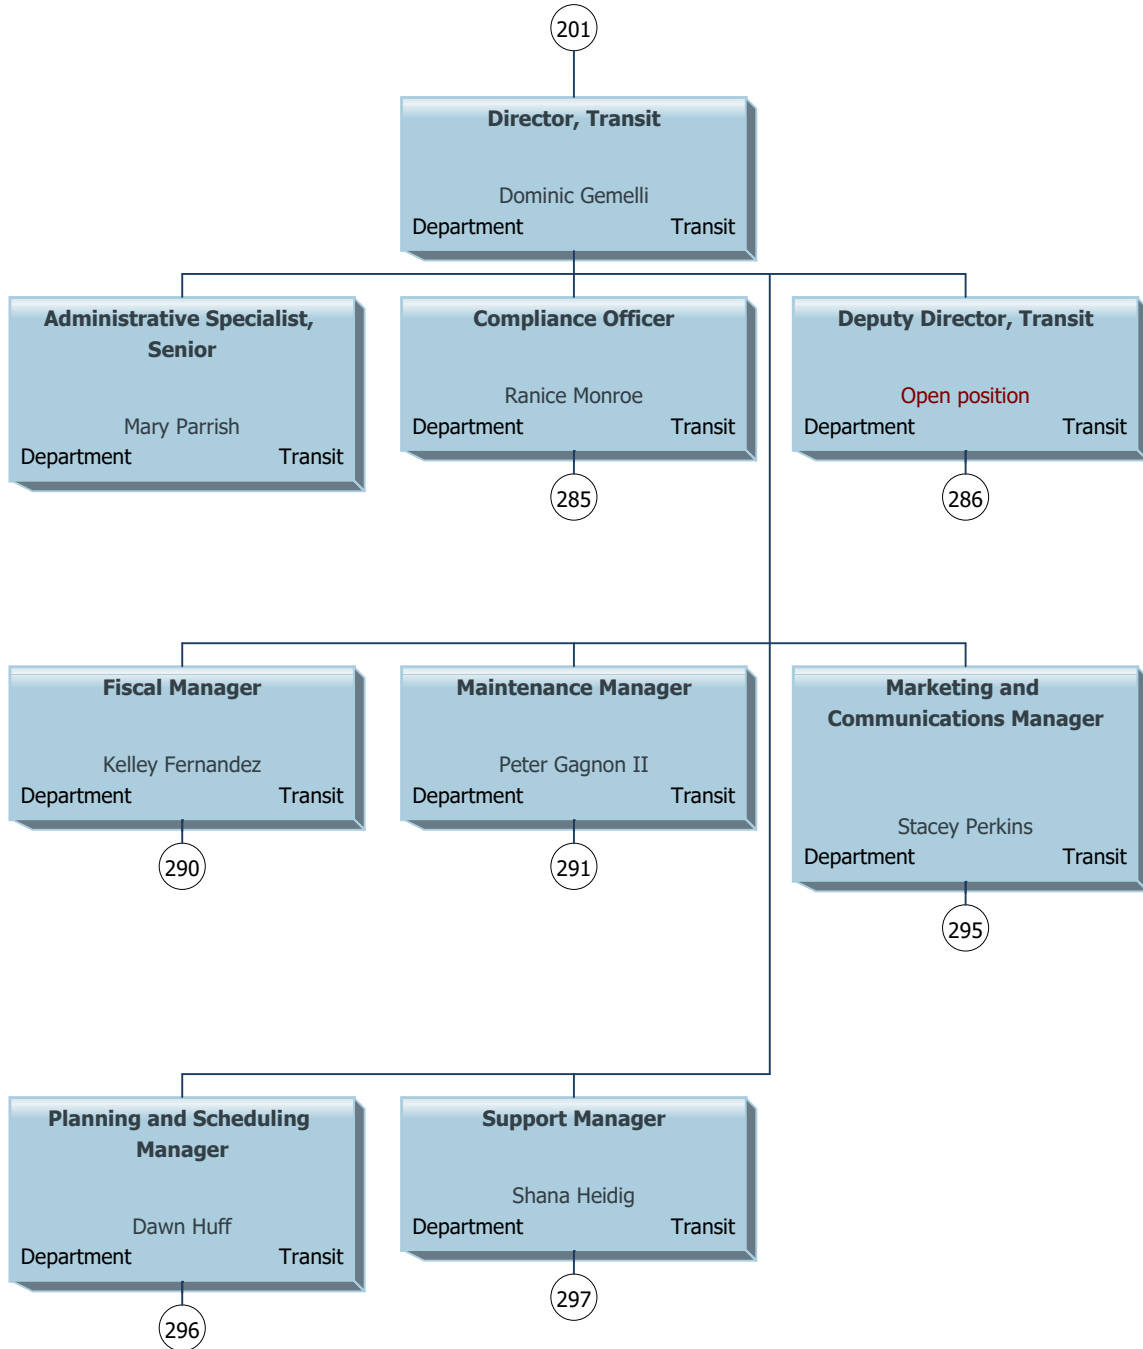 201
Director, Transit
Dominic Gemelli
Department Transit
Administrative Specialist,
Senior
Mary Parrish
Department Transit
Compliance Officer
Ranice Monroe
Department Transit
285
Deputy Director, Transit
Open position
Department Transit
286
Fiscal Manager
Kelley Fernandez
Department Transit
290
Maintenance Manager
Peter Gagnon II
Department Transit
291
Marketing and
Communications Manager
Stacey Perkins
Department Transit
295
Planning and Scheduling
Manager
Dawn Huff
Department Transit
296
Support Manager
Shana Heidig
Department Transit
297